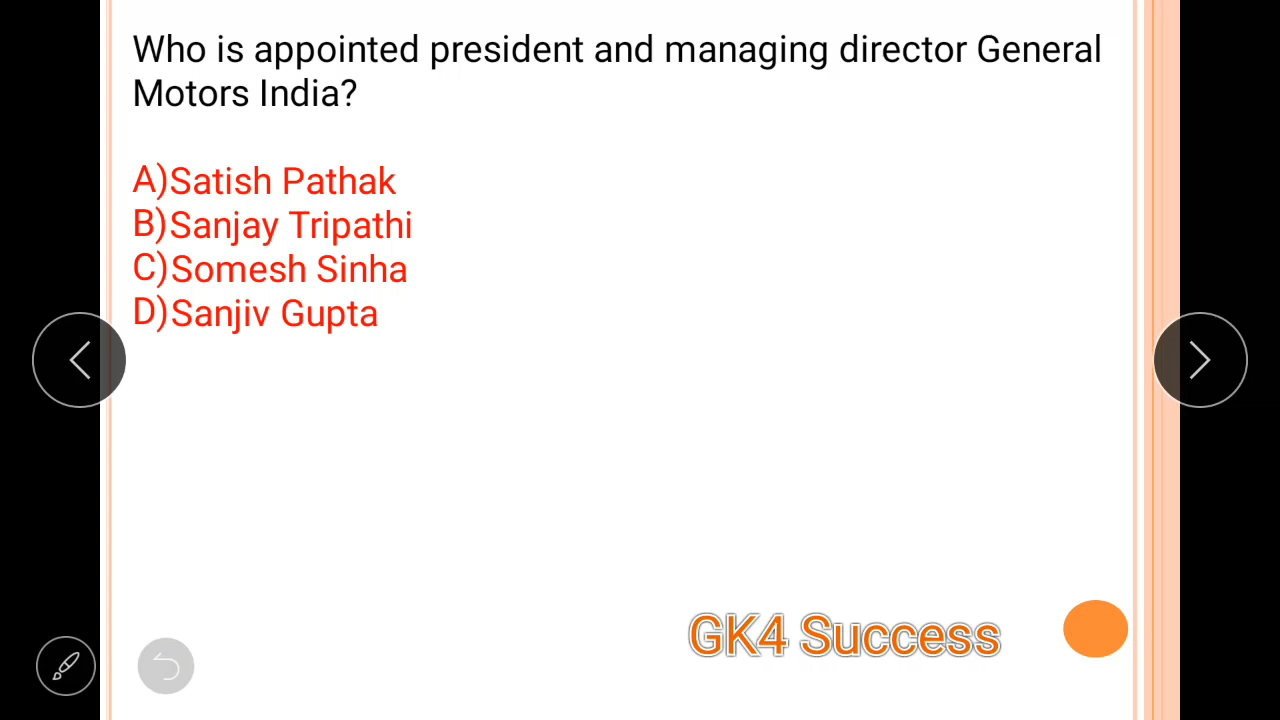 Who is appointed president and managing director General
Motors India?
A)Satish Pathak
B)Sanjay Tripathi
C)Somesh Sinha
D)Sanjiv Gupta
GK4 Success